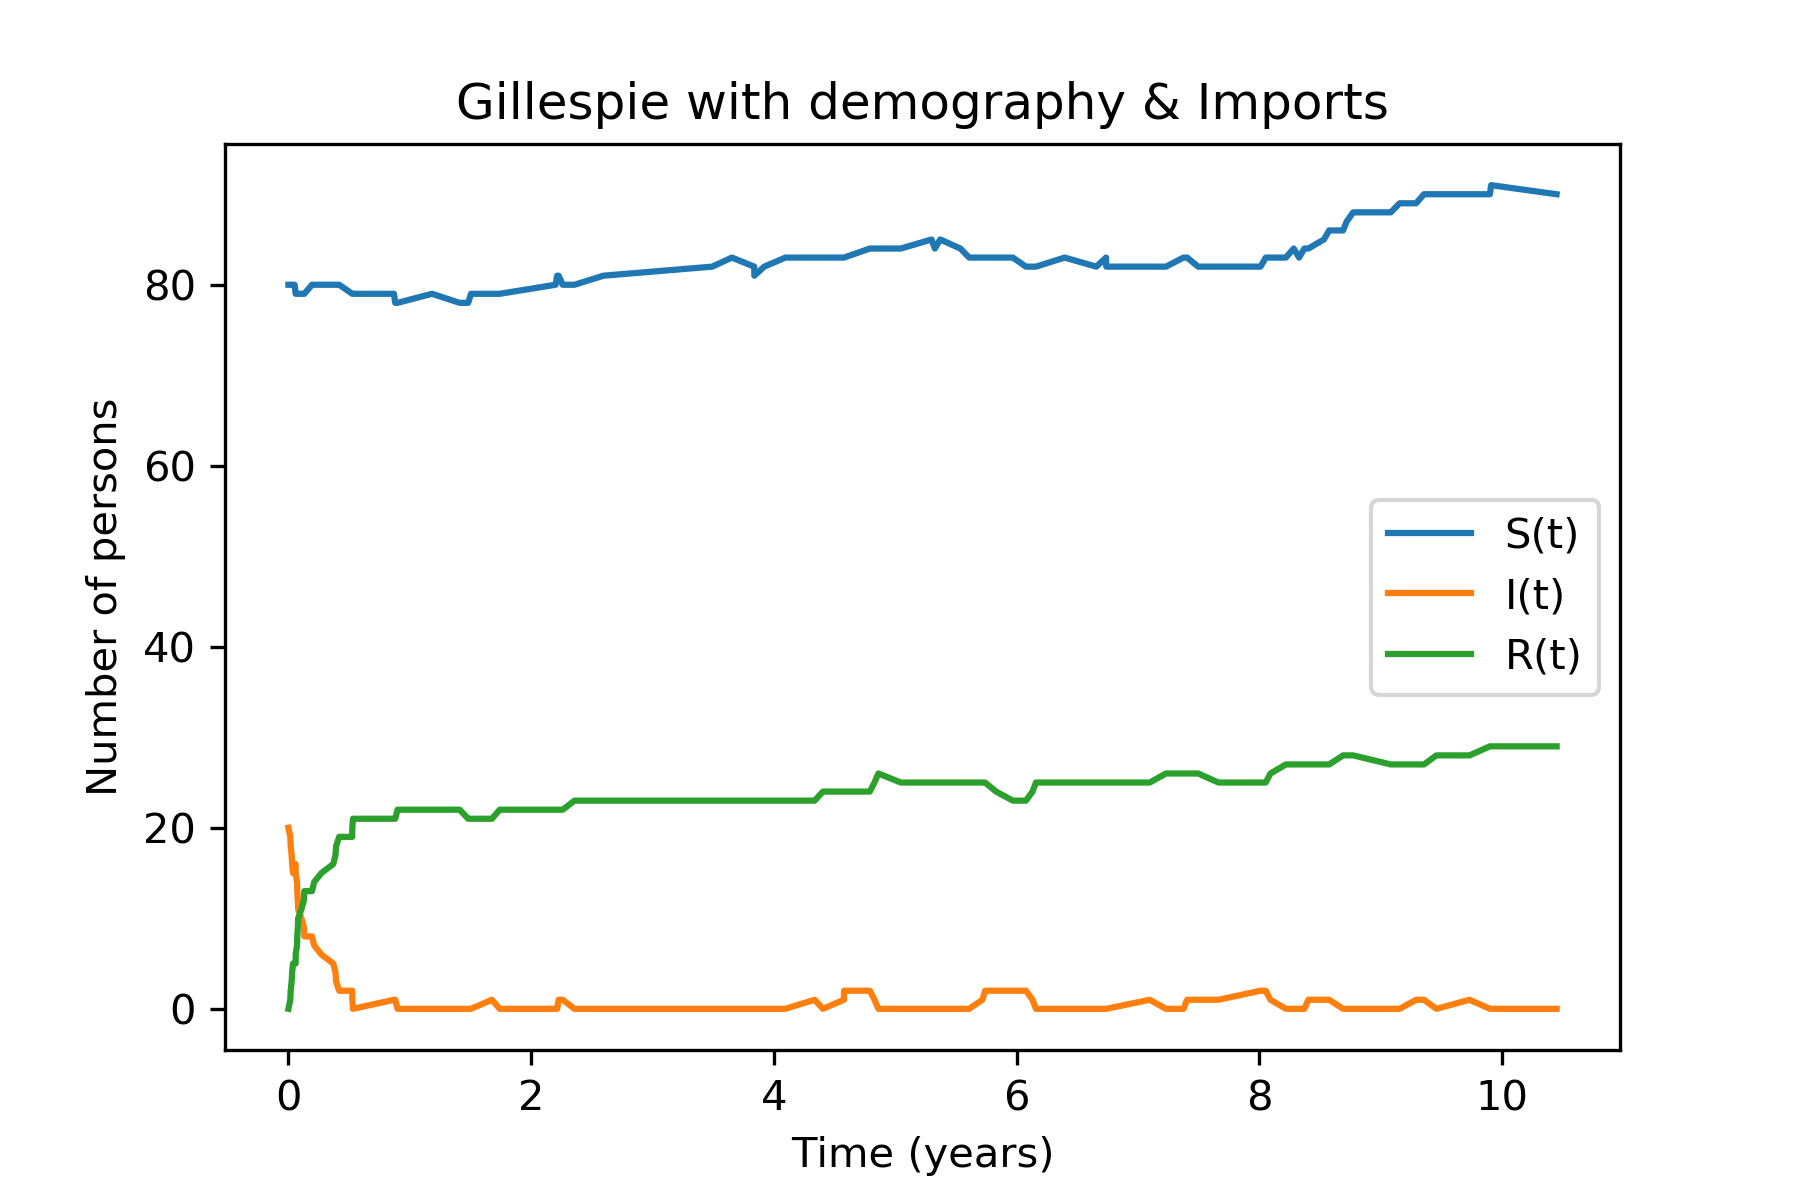 Gillespie with demography & Imports
Number of persons
80
60
40
20
0
S(t)
I(t)
R(t)
0 2 4 6 8 10
Time (years)